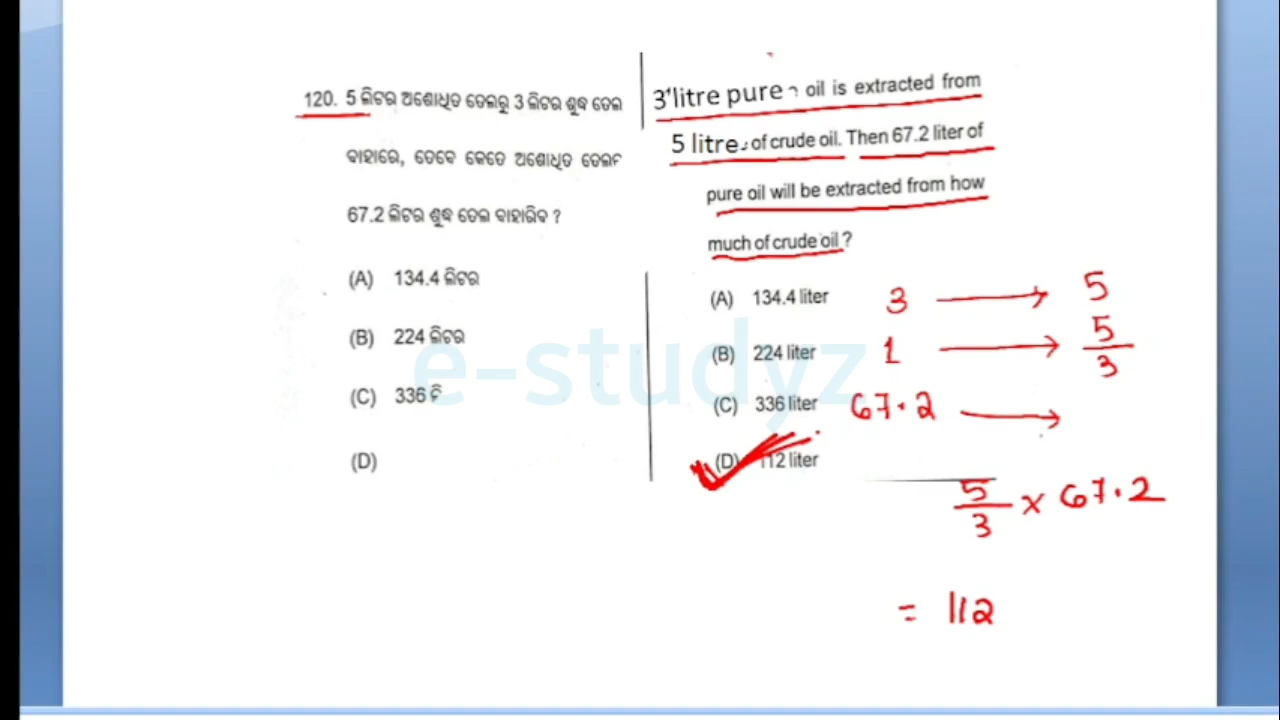 120. 5 ଲିଟର ଅଶୋଧିତ ତେଲରୁ 3 ଲିଟର ଶୁଦ୍ଧ ତେଲ
ବାହାରେ, ତେବେ କେତେ ଅଶୋଧିତ
67.2 ଲିଟର ଶୁଦ୍ଧ ତେଲ ବାହାରିବ ?
(A) 134.4 ଲିଟର
(B) 224 ଲିଟର
(C) 336
(D)
3 litre pure oil is extracted from
5 litre of crude oil. Then 67.2 liter of
pure oil will be extracted from how
much of crude oil ?
(A) 134.4 liter
(B) 224 liter
(C) 336 liter
(D) 112 liter
3 → 5
1 → 5/3
67.2 →
5/3 × 67.2
= 112
e-studyz